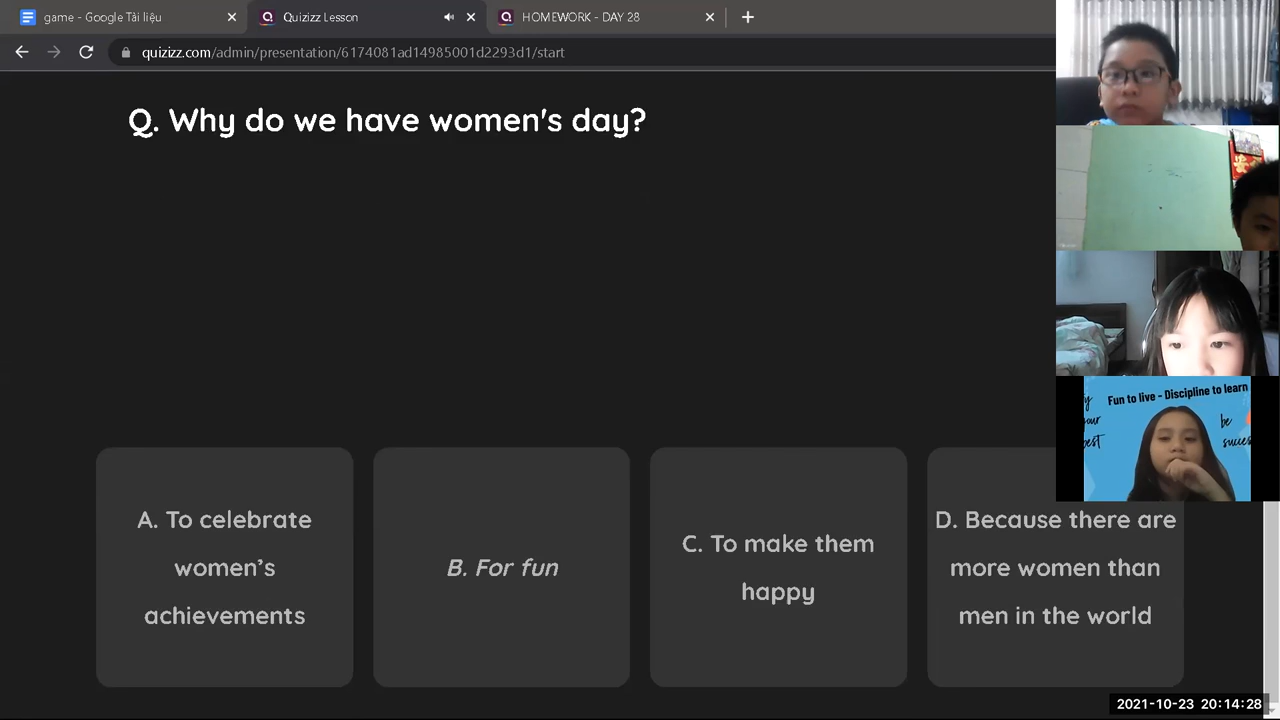 game - Google Tài liệu
Quizizz Lesson
HOMEWORK - DAY 28
quizizz.com/admin/presentation/6174081ad14985001d2293d1/start
Q. Why do we have women's day?
Fun to live - Discipline to learn
be
A. To celebrate
women’s
achievements
B. For fun
C. To make them
happy
D. Because there are
more women than
men in the world
2021-10-23 20:14:28